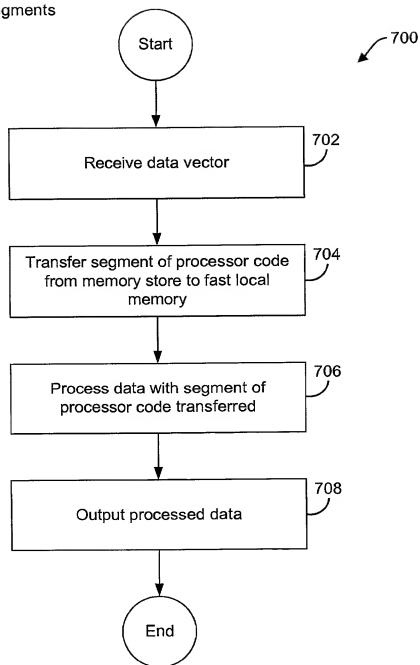 Start
700
Receive data vector
702
Transfer segment of processor code
from memory store to fast local
memory
704
Process data with segment of
processor code transferred
706
Output processed data
708
End